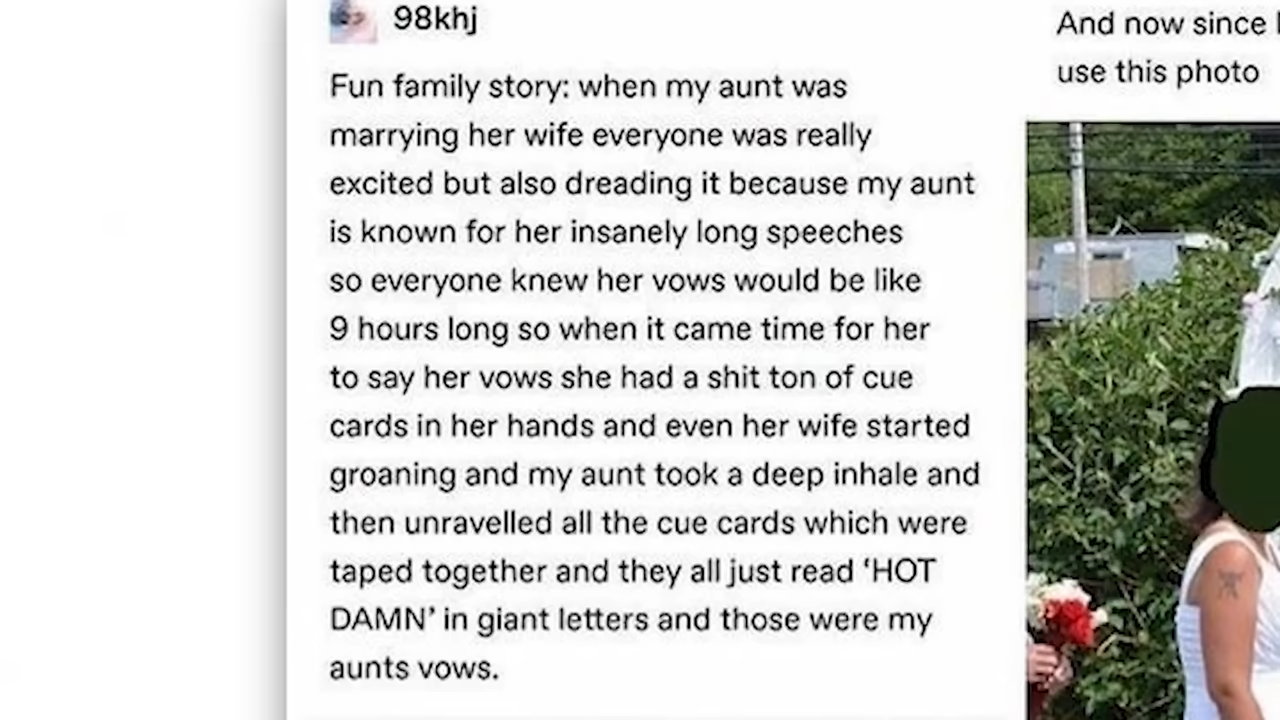 98khj
Fun family story: when my aunt was
marrying her wife everyone was really
excited but also dreading it because my aunt
is known for her insanely long speeches
so everyone knew her vows would be like
9 hours long so when it came time for her
to say her vows she had a shit ton of cue
cards in her hands and even her wife started
groaning and my aunt took a deep inhale and
then unravelled all the cue cards which were
taped together and they all just read ‘HOT
DAMN’ in giant letters and those were my
aunts vows.
And now since
use this photo